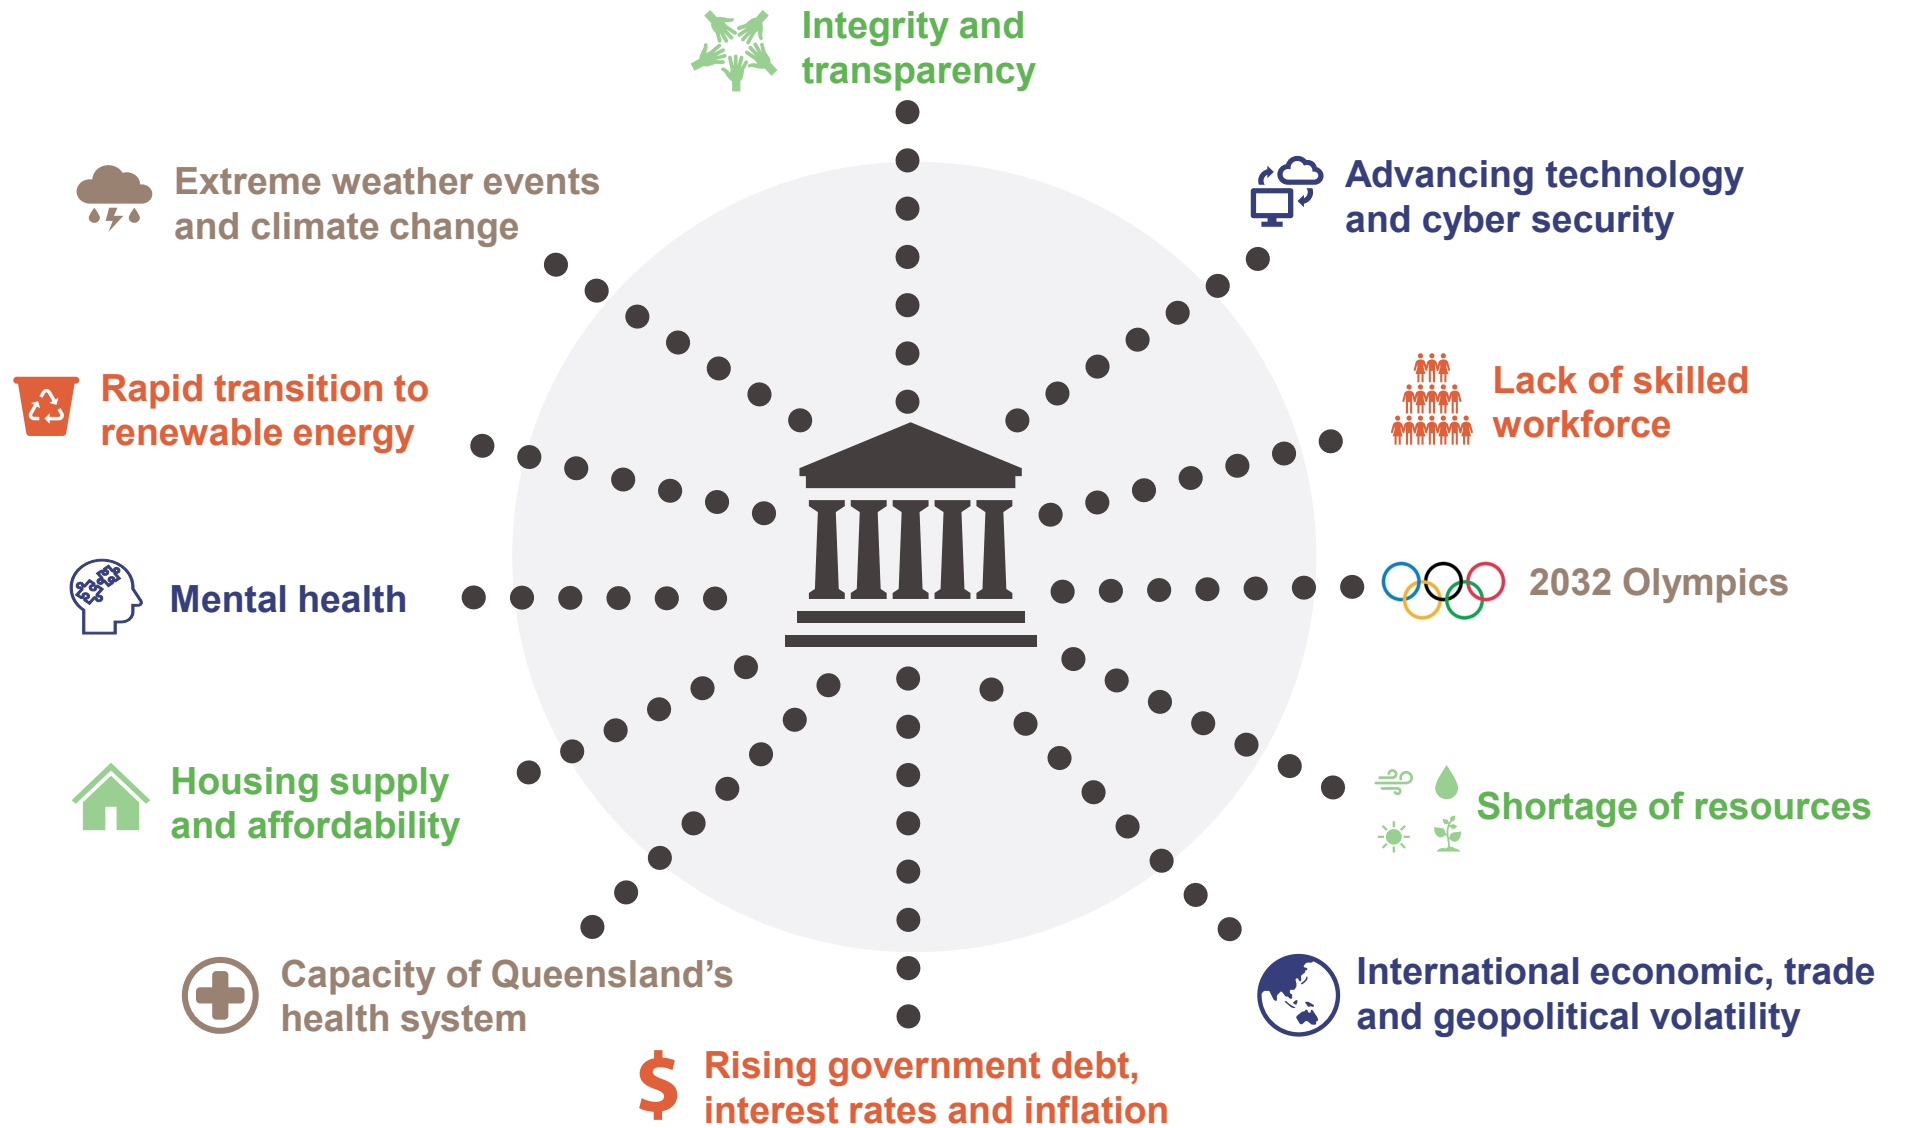 Integrity and
transparency
Advancing technology
and cyber security
Lack of skilled
workforce
2032 Olympics
Shortage of resources
International economic, trade
and geopolitical volatility
Rising government debt,
interest rates and inflation
Capacity of Queensland’s
health system
Housing supply
and affordability
Mental health
Rapid transition to
renewable energy
Extreme weather events
and climate change